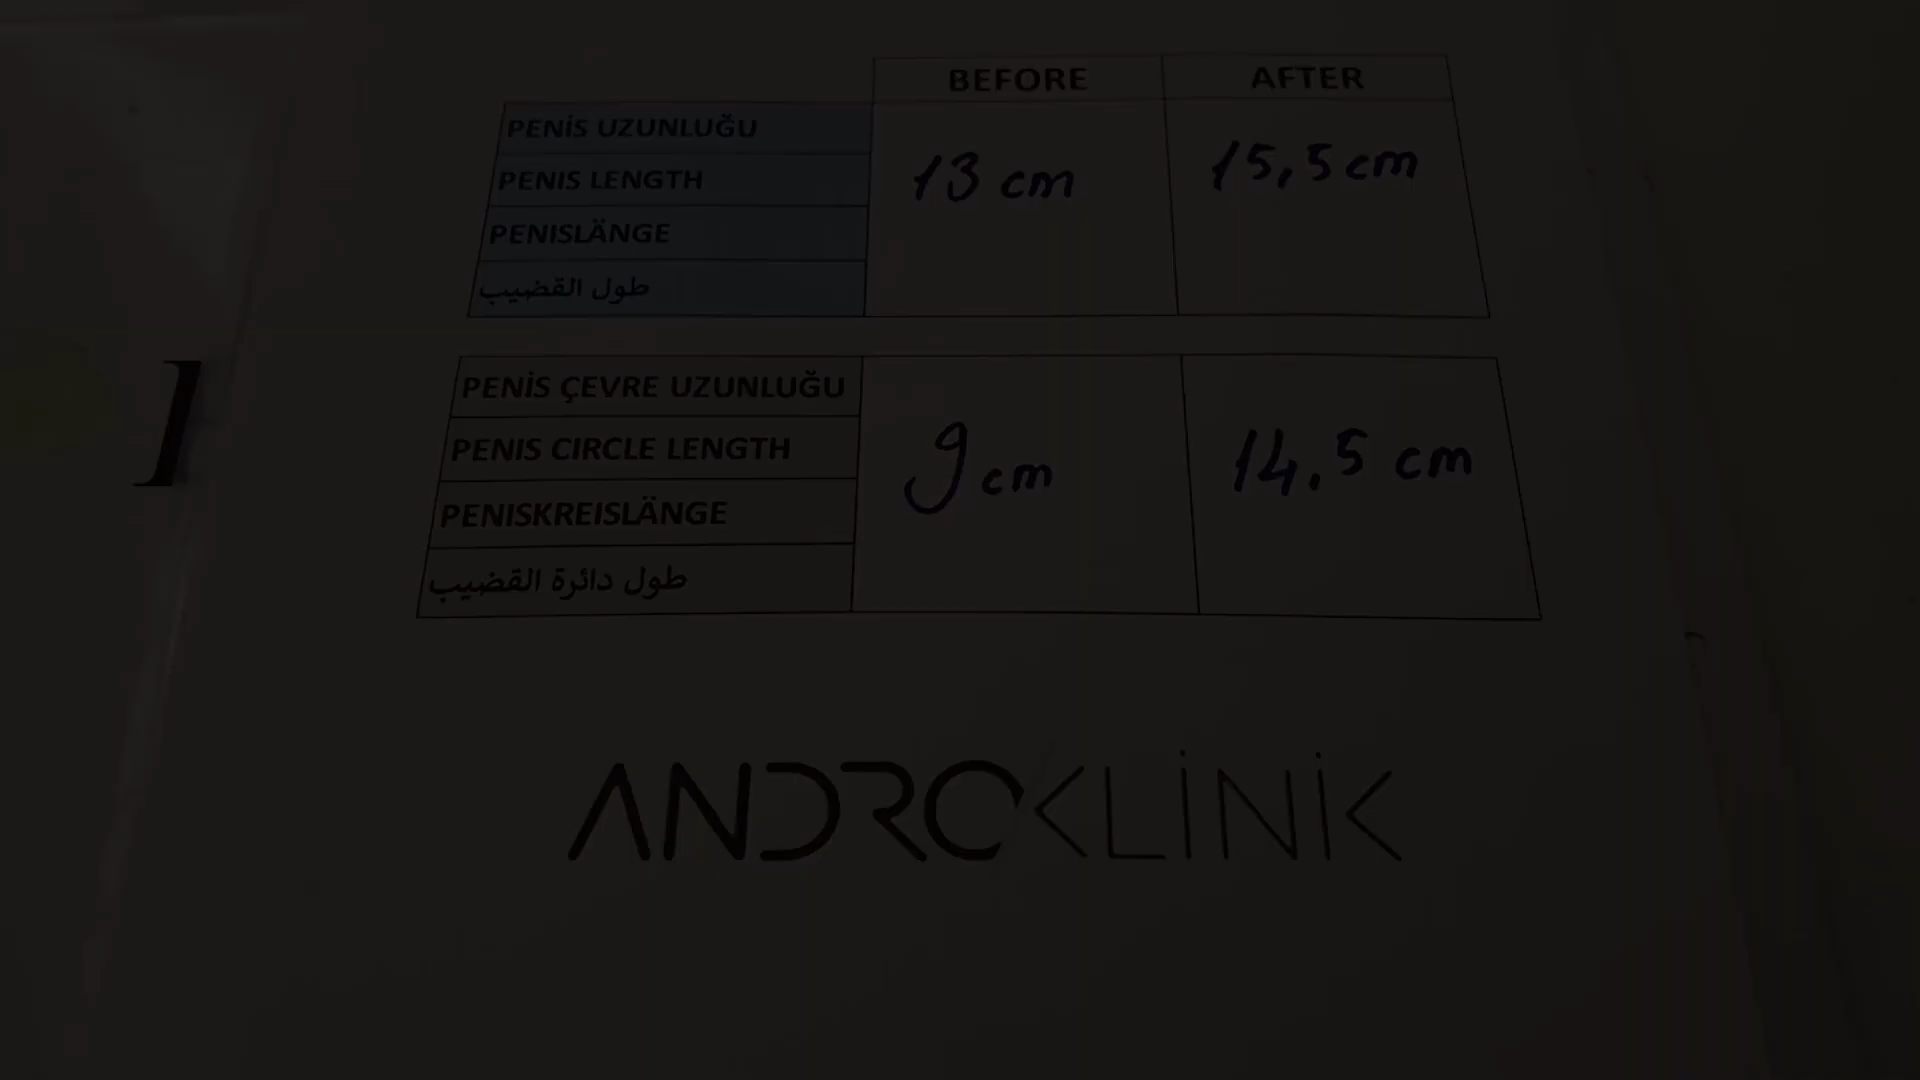 BEFORE AFTER
PENİS UZUNLUĞU
PENIS LENGTH
PENISLÄNGE
طول القضيب
13 cm 15,5 cm
PENİS ÇEVRE UZUNLUĞU
PENIS CIRCLE LENGTH
PENISKREISLÄNGE
طول دائرة القضيب
9 cm 14,5 cm
ANDROKLİNİK